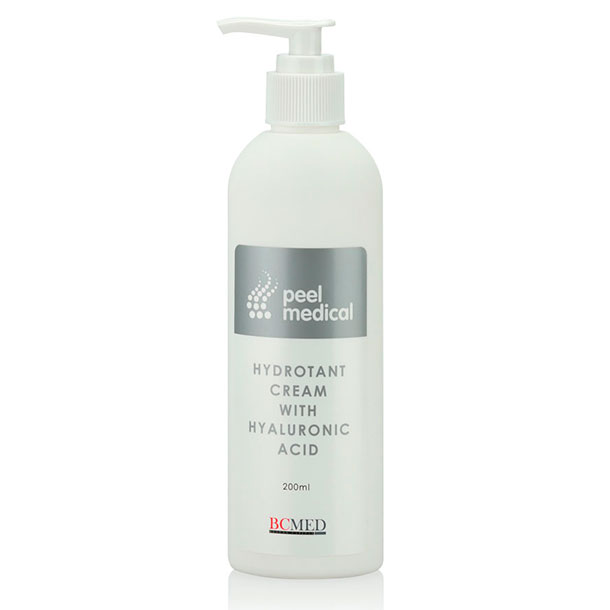 peel
medical
HYDROTANT
CREAM
WITH
HYALURONIC
ACID
200ml
BCMED